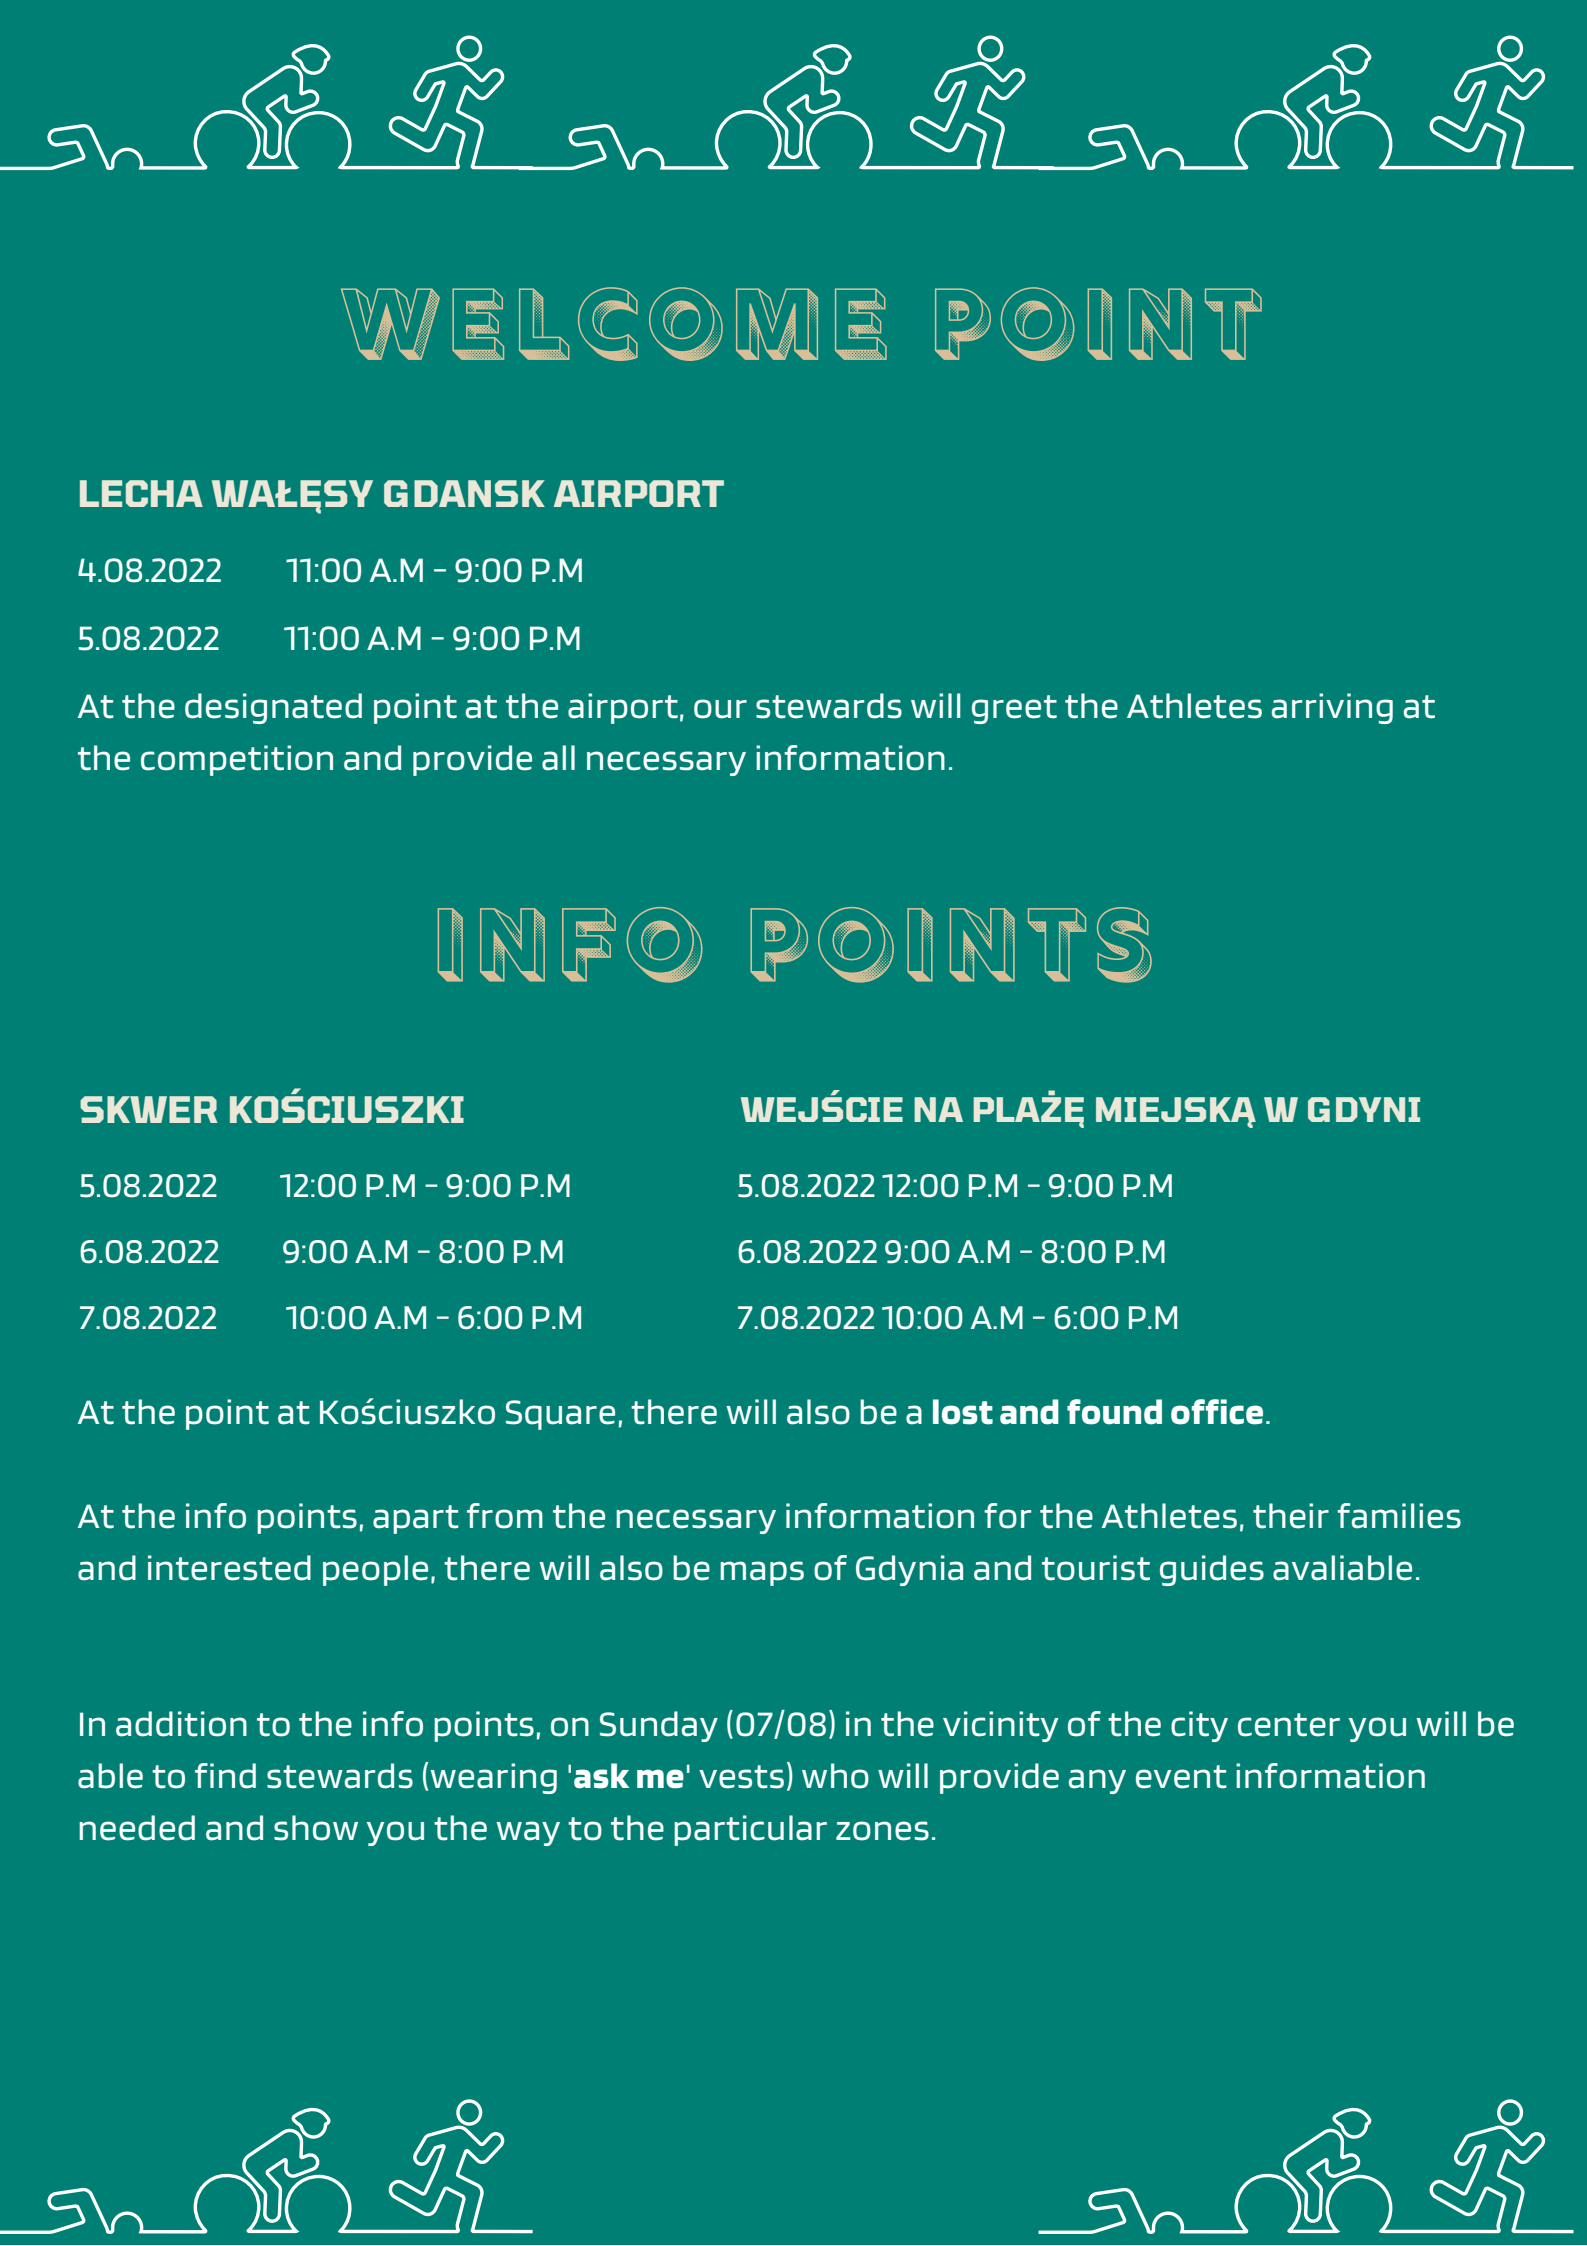 WELCOME POINT
LECHA WAŁĘSY GDANSK AIRPORT
4.08.2022 11:00 A.M - 9:00 P.M
5.08.2022 11:00 A.M - 9:00 P.M
At the designated point at the airport, our stewards will greet the Athletes arriving at
the competition and provide all necessary information.
INFO POINTS
SKWER KOŚCIUSZKI
5.08.2022 12:00 P.M - 9:00 P.M
6.08.2022 9:00 A.M - 8:00 P.M
7.08.2022 10:00 A.M - 6:00 P.M
WEJŚCIE NA PLAŻĘ MIEJSKĄ W GDYNI
5.08.2022 12:00 P.M - 9:00 P.M
6.08.2022 9:00 A.M - 8:00 P.M
7.08.2022 10:00 A.M - 6:00 P.M
At the point at Kościuszko Square, there will also be a lost and found office.
At the info points, apart from the necessary information for the Athletes, their families
and interested people, there will also be maps of Gdynia and tourist guides avaliable.
In addition to the info points, on Sunday (07/08) in the vicinity of the city center you will be
able to find stewards (wearing 'ask me' vests) who will provide any event information
needed and show you the way to the particular zones.